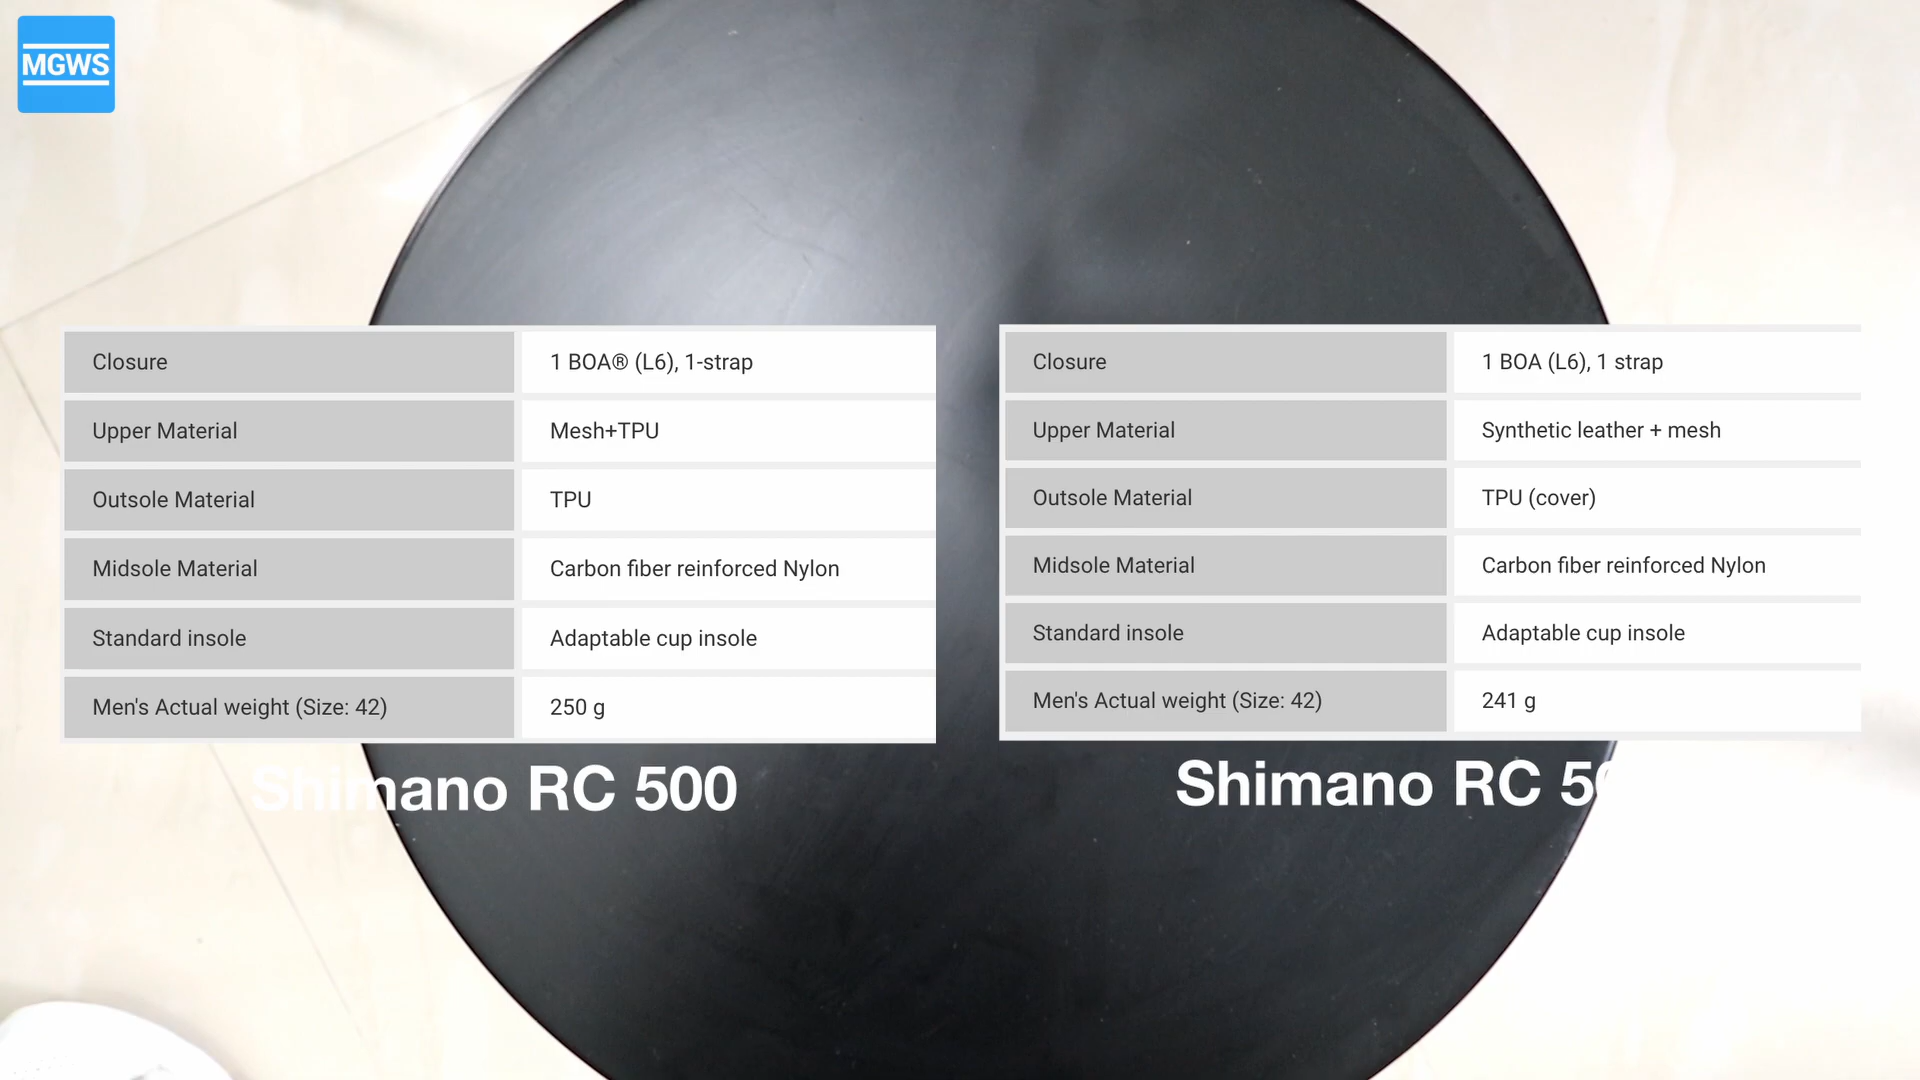 MGWS
Closure 1 BOA® (L6), 1-strap
Upper Material Mesh+TPU
Outsole Material TPU
Midsole Material Carbon fiber reinforced Nylon
Standard insole Adaptable cup insole
Men's Actual weight (Size: 42) 250 g
Shimano RC 500
Closure 1 BOA (L6), 1 strap
Upper Material Synthetic leather + mesh
Outsole Material TPU (cover)
Midsole Material Carbon fiber reinforced Nylon
Standard insole Adaptable cup insole
Men's Actual weight (Size: 42) 241 g
Shimano RC